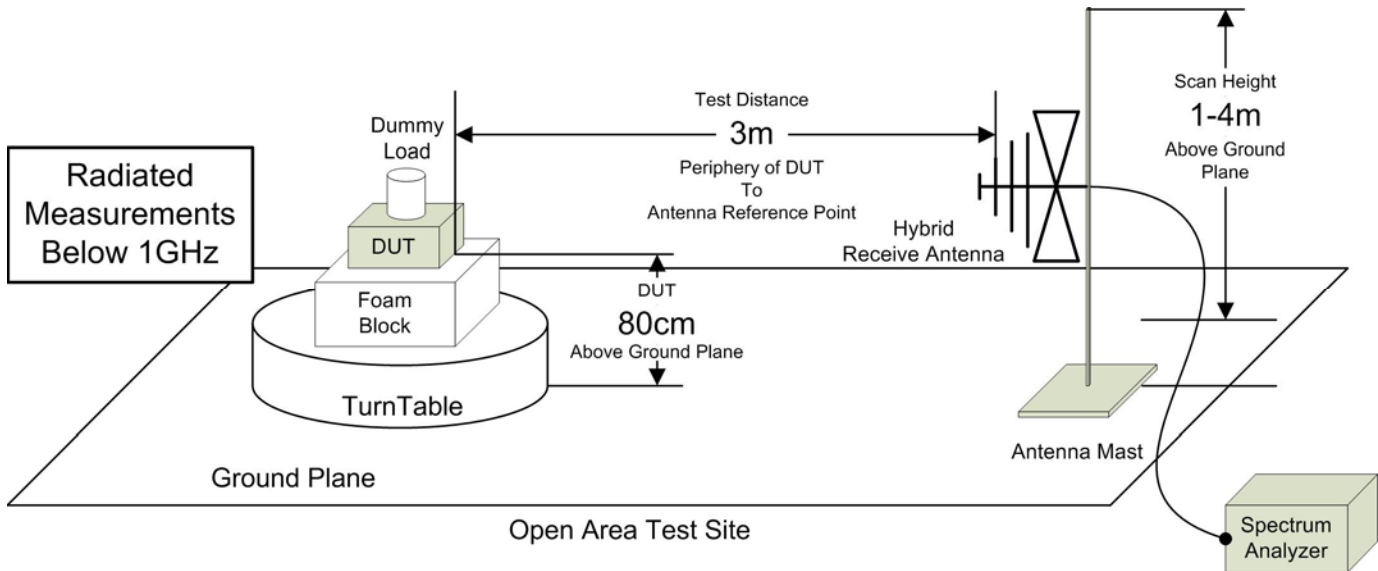 Radiated
Measurements
Below 1GHz
Dummy
Load
DUT
Foam
Block
TurnTable
Ground Plane
Test Distance
3m
Periphery of DUT
To
Antenna Reference Point
DUT
80cm
Above Ground Plane
Hybrid
Receive Antenna
Scan Height
1-4m
Above Ground
Plane
Antenna Mast
Open Area Test Site
Spectrum
Analyzer